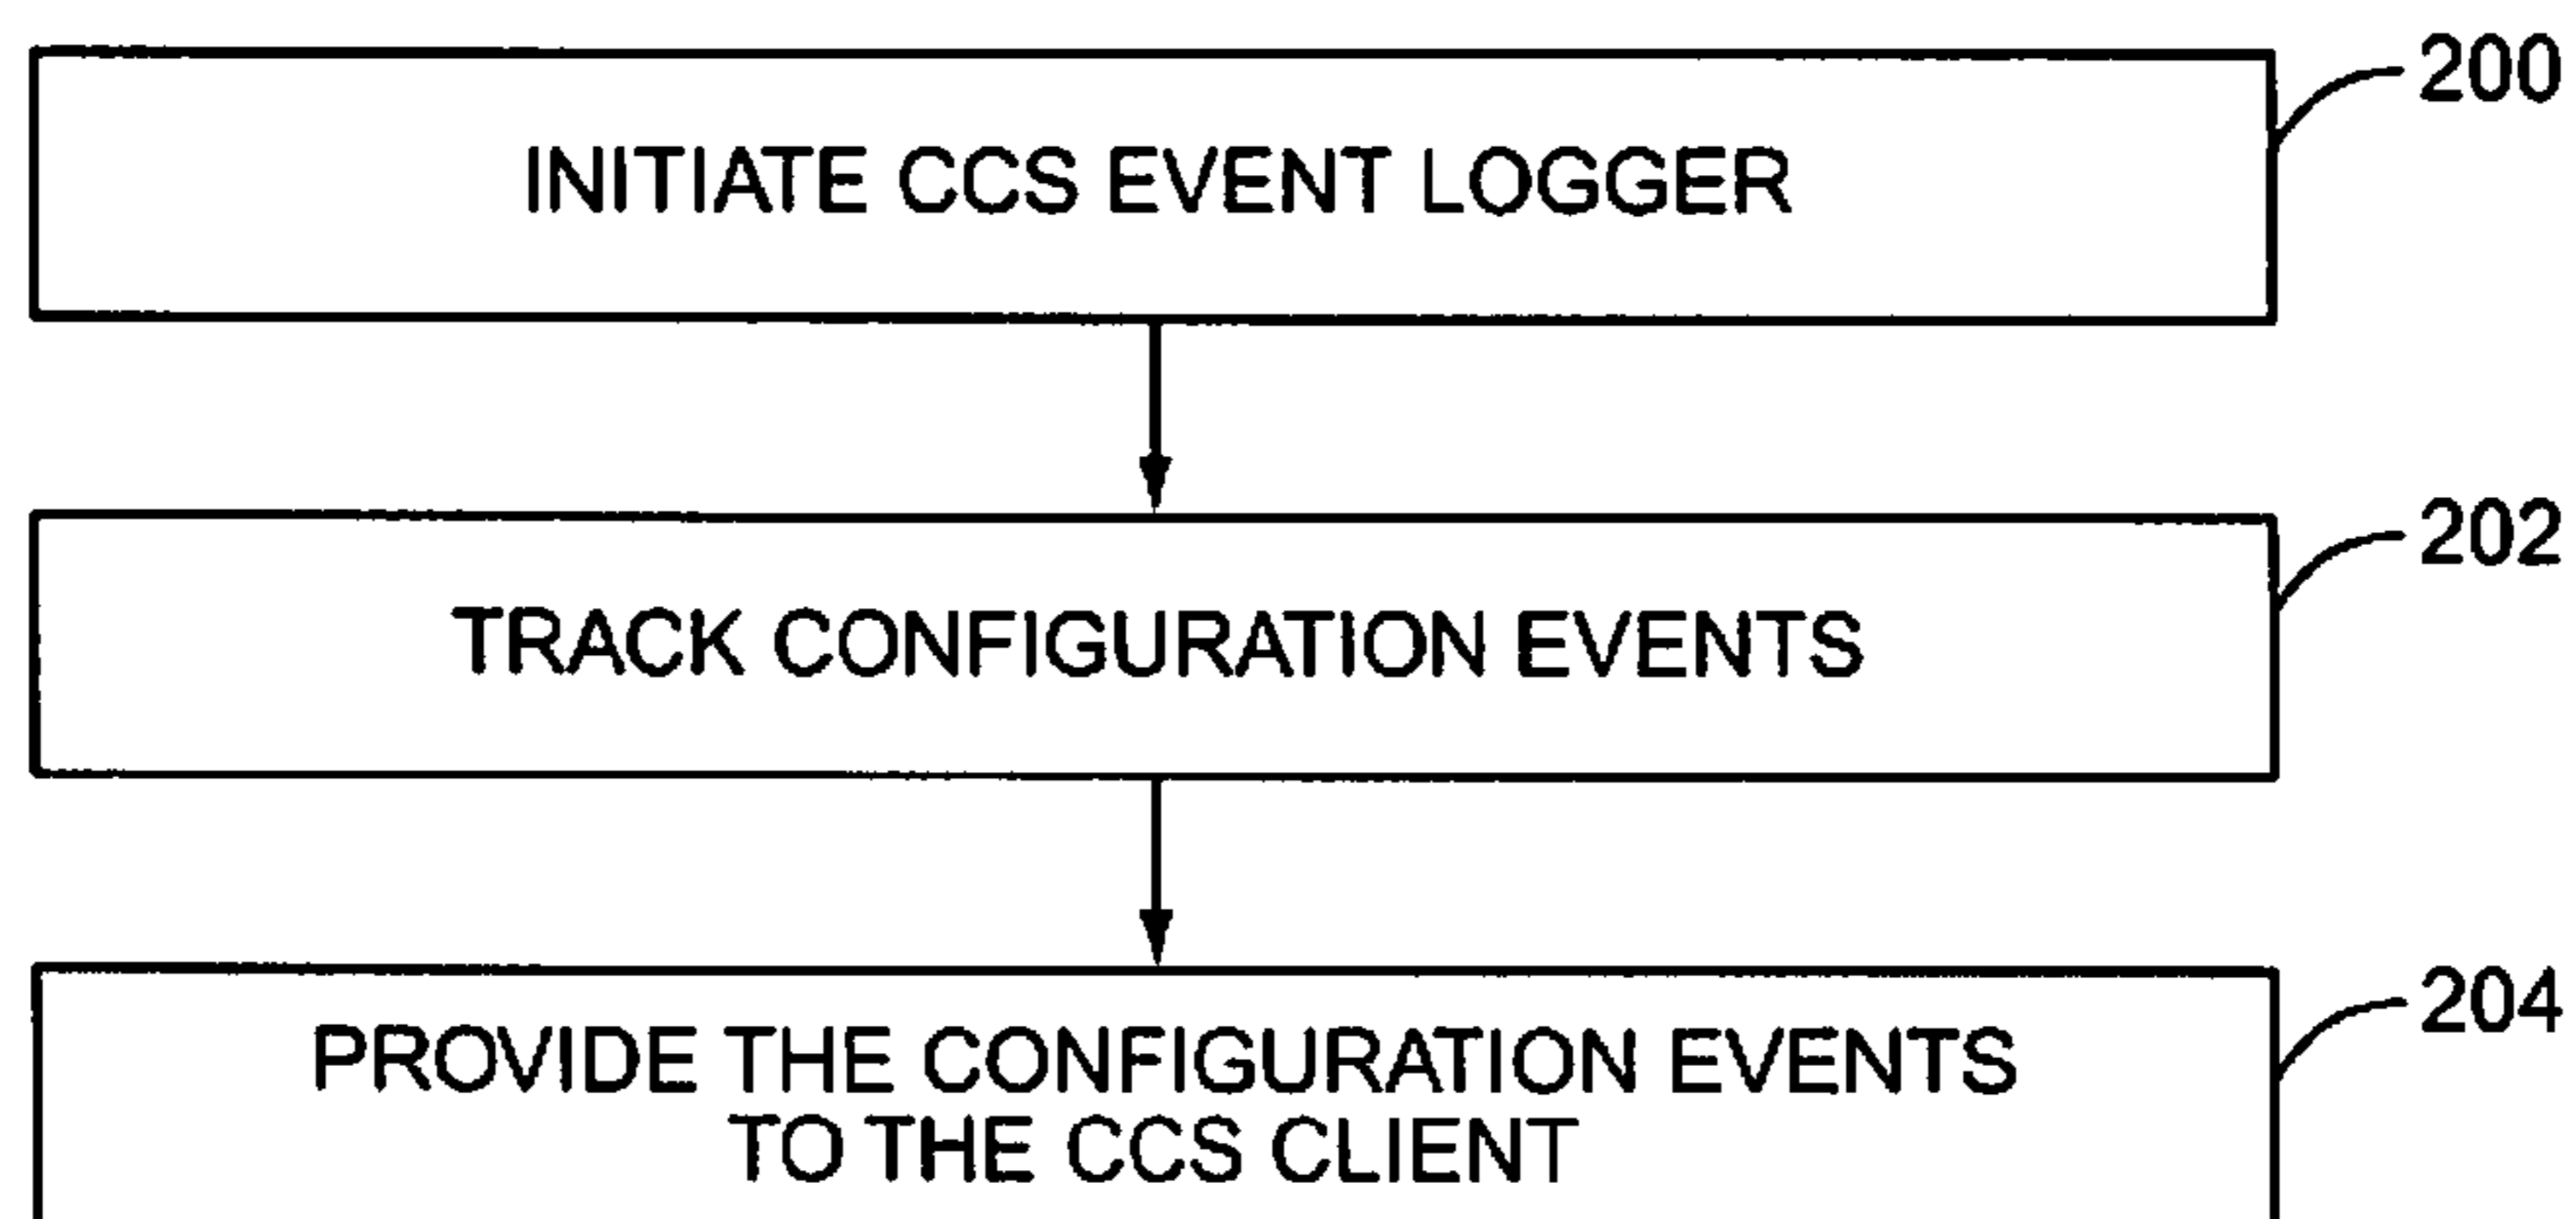 200
INITIATE CCS EVENT LOGGER
202
TRACK CONFIGURATION EVENTS
204
PROVIDE THE CONFIGURATION EVENTS
TO THE CCS CLIENT